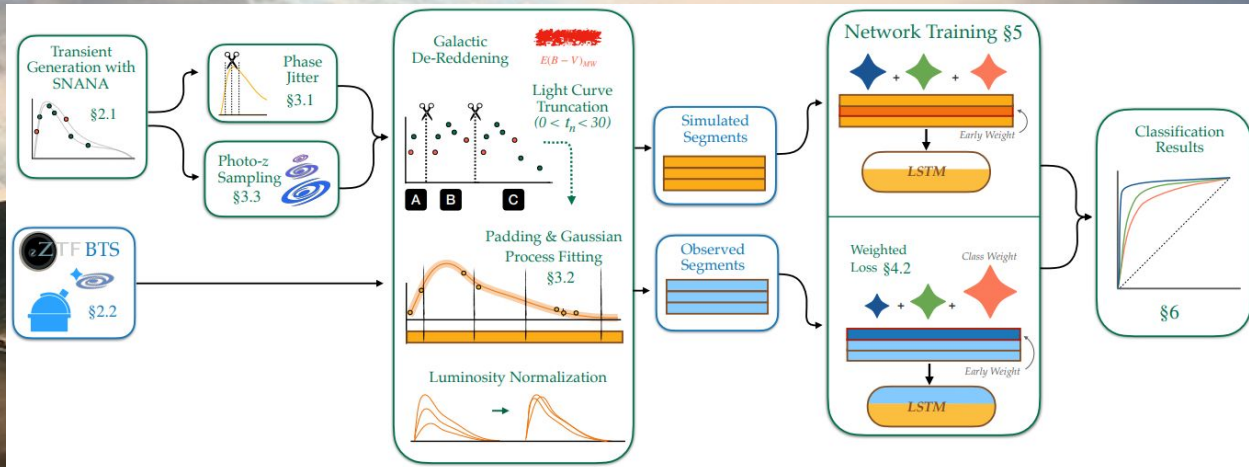 Transient
Generation with
SNANA
§2.1
Phase
Jitter
§3.1
Photo-z
Sampling
§3.3
ZTF BTS
§2.2
Galactic
De-Reddening
E(B − V)MW
Light Curve
Truncation
(0 < tn < 30)
A B C
Padding & Gaussian
Process Fitting
§3.2
Luminosity Normalization
Simulated
Segments
Observed
Segments
Network Training §5
+ +
Early Weight
LSTM
Weighted
Loss §4.2
Class Weight
+ +
Early Weight
LSTM
Classification
Results
§6